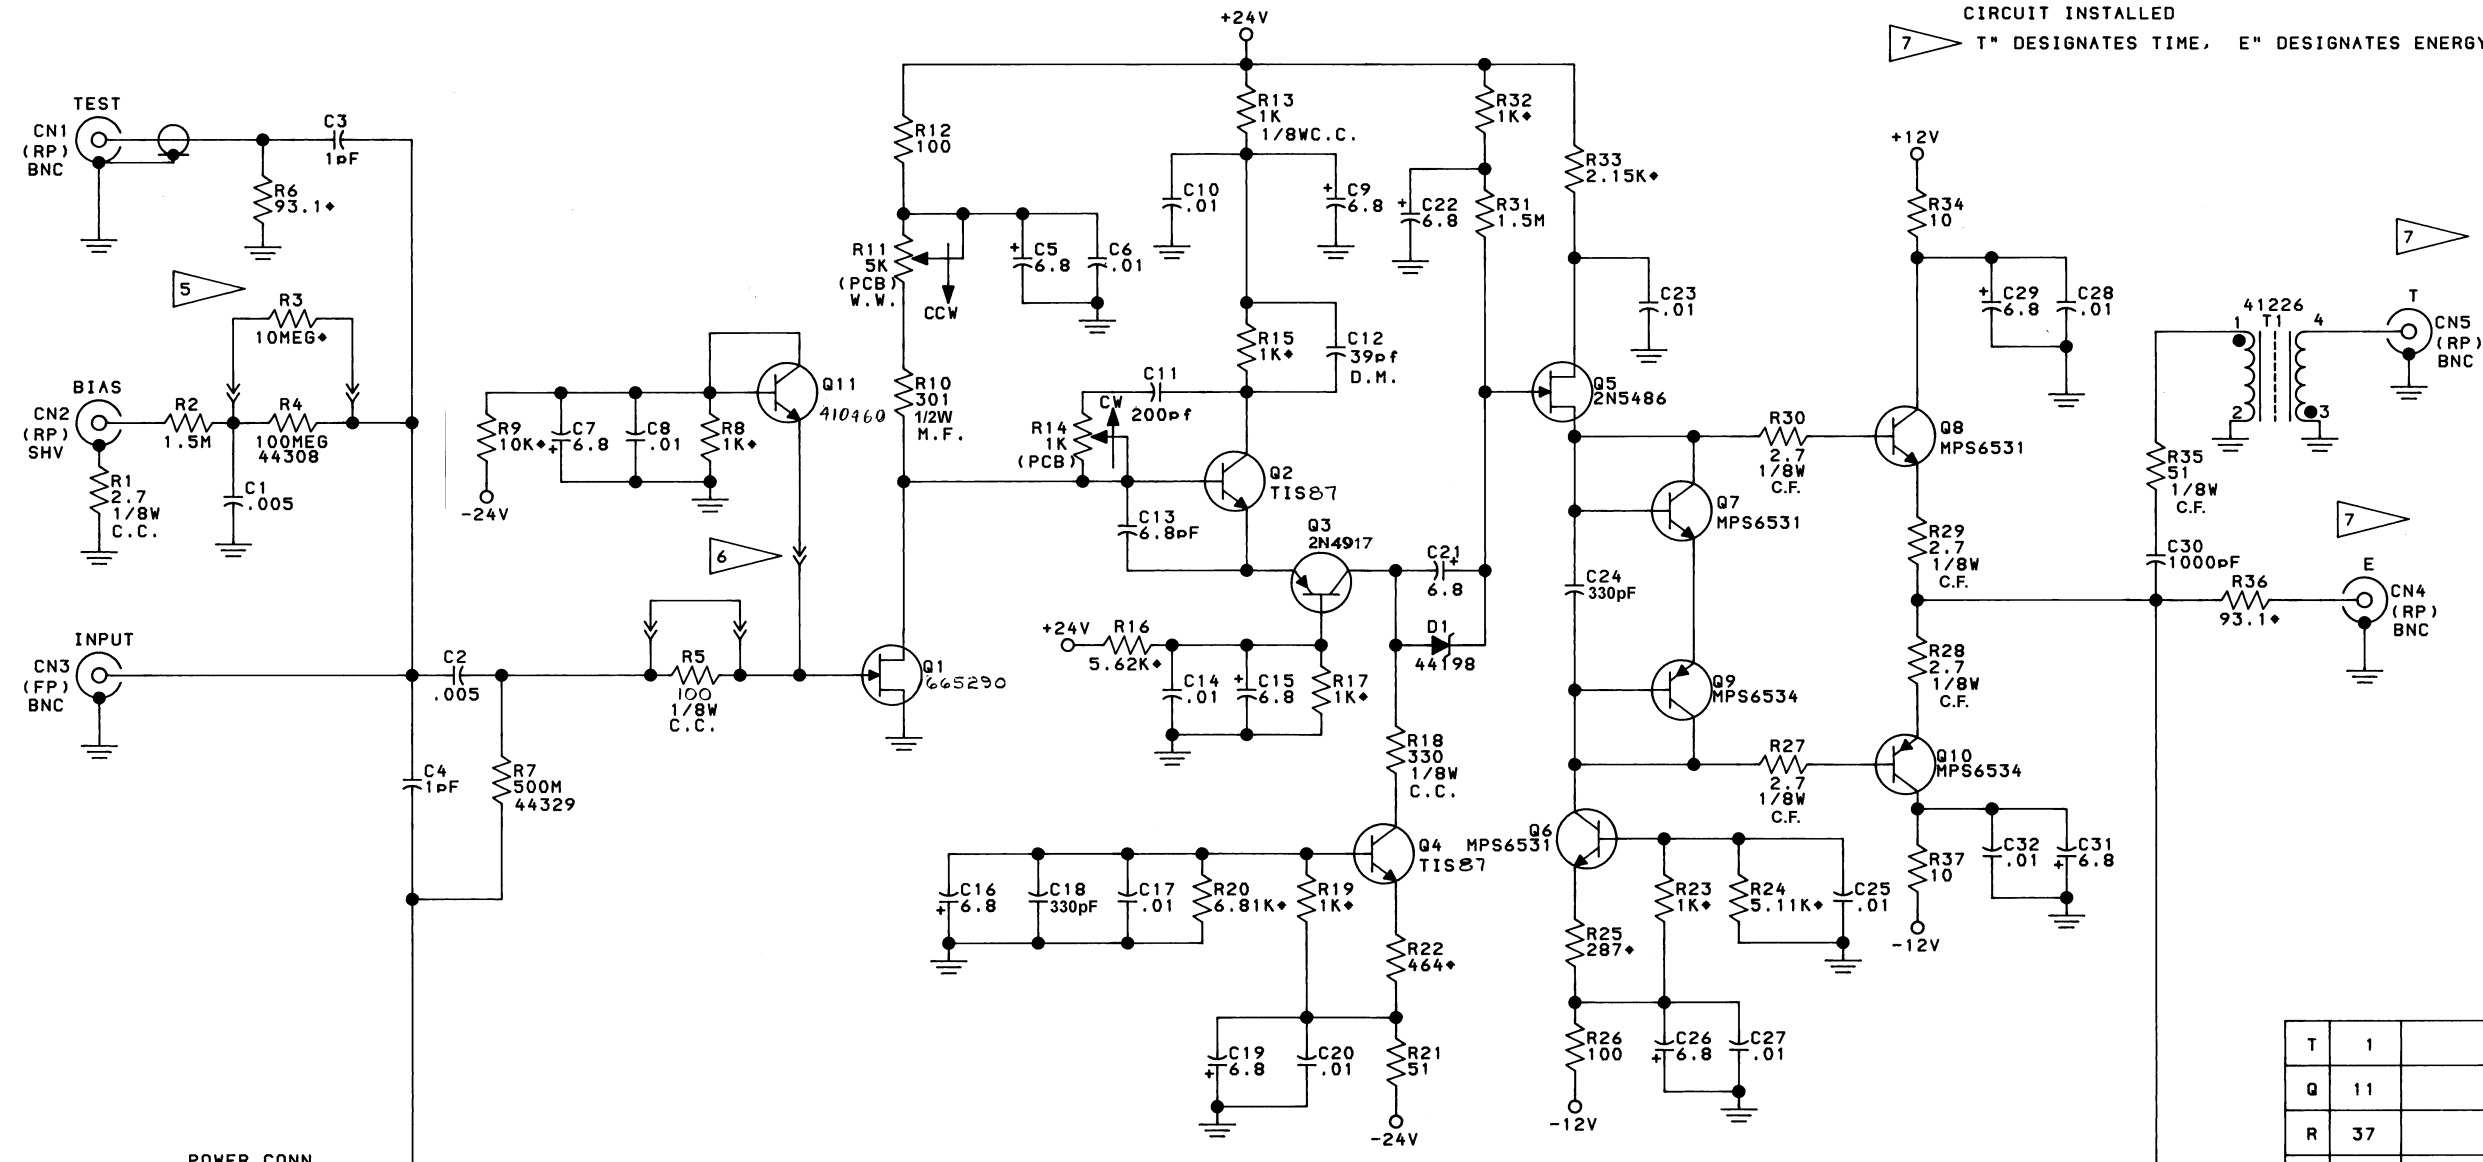 CIRCUIT INSTALLED
7 T" DESIGNATES TIME, E" DESIGNATES ENERGY
TEST
CN1
(RP)
BNC
C3
1pF
R6
93.1◆
5
R3
10MEG◆
BIAS
CN2
(RP)
SHV
R2
1.5M
R4
100MEG
44308
R1
2.7
1/8W
C.C.
C1
.005
INPUT
CN3
(FP)
BNC
C2
.005
C4
1pF
R7
500M
44329
R9
10K◆
-24V
C7
6.8
+
C8
.01
R8
1K◆
Q11
410460
6
R5
100
1/8W
C.C.
Q1
665290
+24V
R12
100
R11
5K
(PCB)
W.W.
CCW
+
C5
6.8
C6
.01
R10
301
1/2W
M.F.
R13
1K
1/8WC.C.
C10
.01
+
C9
6.8
R15
1K◆
C12
39pf
D.M.
C11
200pf
CW
R14
1K
(PCB)
Q2
TIS87
C13
6.8pF
Q3
2N4917
C21
+
6.8
+24V
R16
5.62K◆
C14
.01
+
C15
6.8
R17
1K◆
D1
44198
R18
330
1/8W
C.C.
Q4
TIS87
C16
6.8
+
C18
330pF
C17
.01
R20
6.81K◆
R19
1K◆
R22
464◆
C19
6.8
+
C20
.01
R21
51
-24V
R32
1K◆
+
C22
6.8
R31
1.5M
R33
2.15K◆
C23
.01
Q5
2N5486
Q7
MPS6531
C24
330pF
Q9
MPS6534
R30
2.7
1/8W
C.F.
R27
2.7
1/8W
C.F.
Q6
MPS6531
R23
1K◆
R24
5.11K◆
C25
.01
R25
287◆
R26
100
C26
6.8
+
C27
.01
-12V
+12V
R34
10
+
C29
6.8
C28
.01
Q8
MPS6531
R29
2.7
1/8W
C.F.
R28
2.7
1/8W
C.F.
Q10
MPS6534
C32
.01
C31
6.8
+
R37
10
-12V
7
41226
T1
1
4
2
3
T
CN5
(RP)
BNC
R35
51
1/8W
C.F.
7
C30
1000pF
R36
93.1◆
E
CN4
(RP)
BNC
T 1
Q 11
R 37
POWER CONN